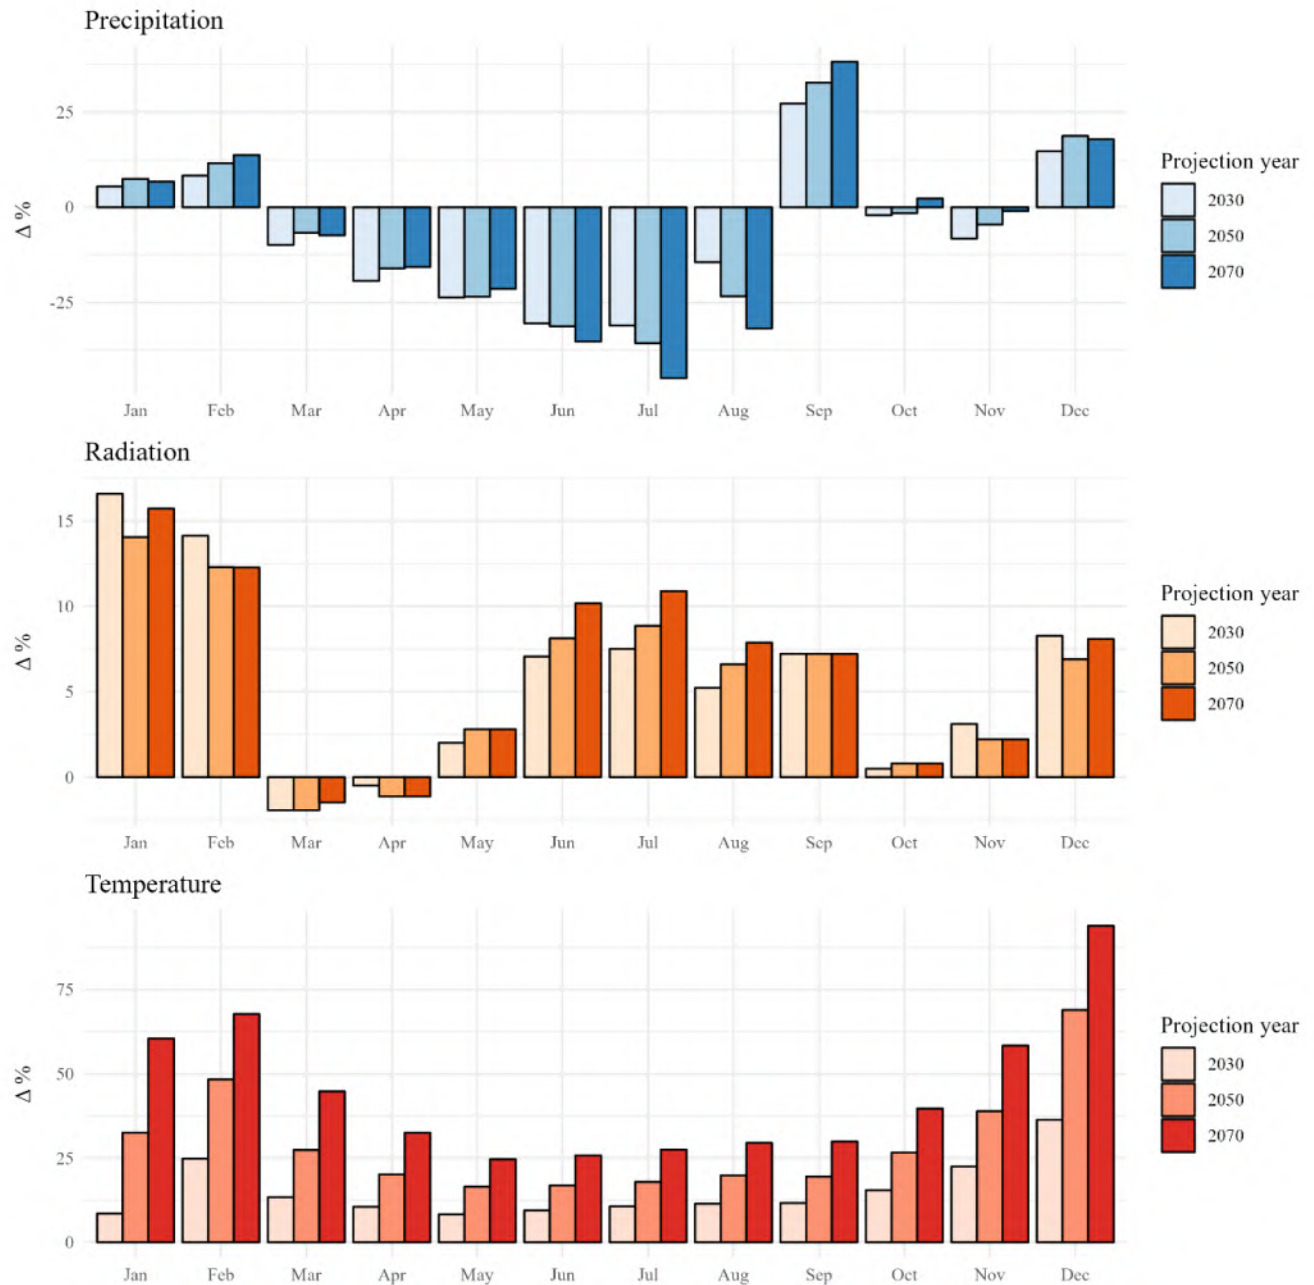 Precipitation
Δ %
25
0
-25
Jan Feb Mar Apr May Jun Jul Aug Sep Oct Nov Dec
Projection year
2030
2050
2070
Radiation
Δ %
15
10
5
0
Jan Feb Mar Apr May Jun Jul Aug Sep Oct Nov Dec
Projection year
2030
2050
2070
Temperature
Δ %
75
50
25
0
Jan Feb Mar Apr May Jun Jul Aug Sep Oct Nov Dec
Projection year
2030
2050
2070